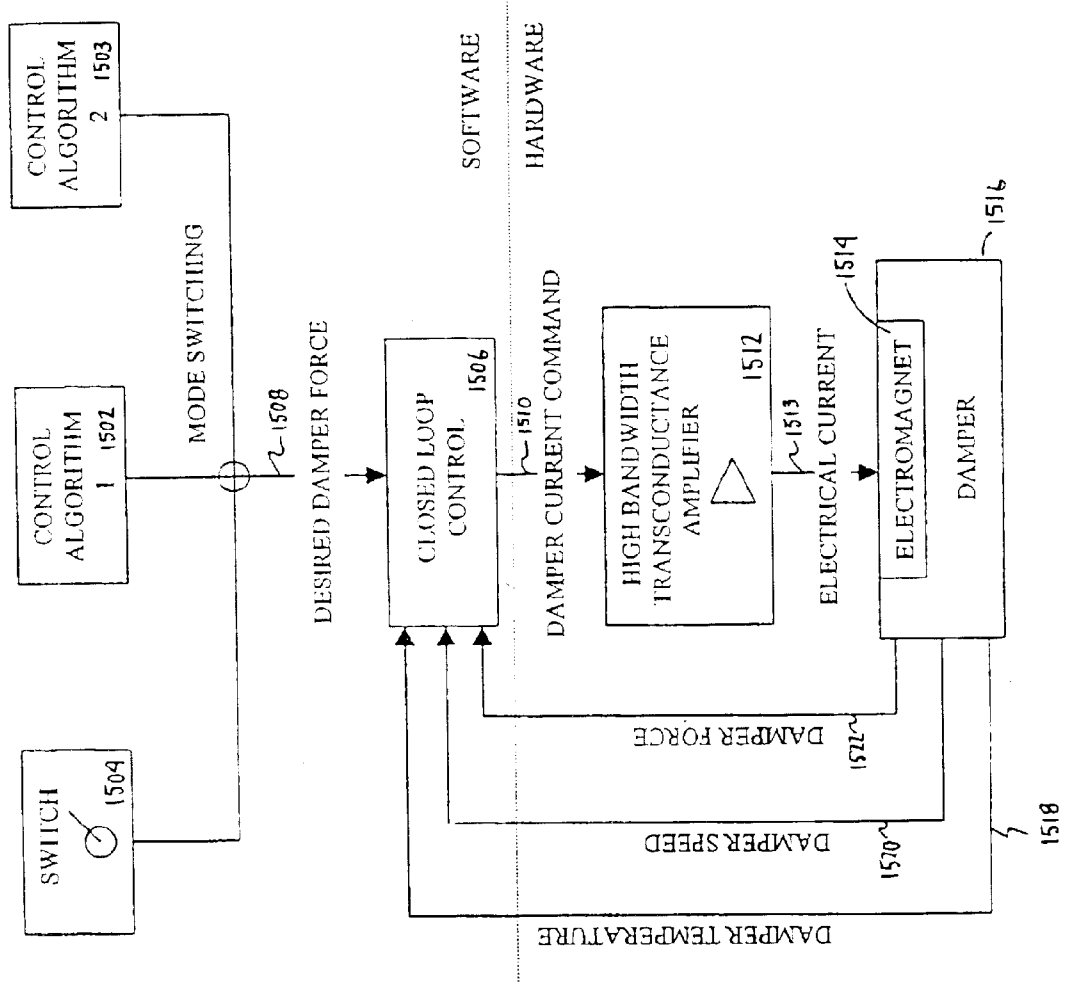 SWITCH
1504
CONTROL
ALGORITHM
1
1502
CONTROL
ALGORITHM
2
1503
MODE SWITCHING
1508
DESIRED DAMPER FORCE
CLOSED LOOP
CONTROL
1506
SOFTWARE
HARDWARE
1510
DAMPER CURRENT COMMAND
HIGH BANDWIDTH
TRANSCONDUCTANCE
AMPLIFIER
1512
1513
ELECTRICAL CURRENT
1514
ELECTROMAGNET
DAMPER
1516
DAMPER FORCE
1522
DAMPER SPEED
1520
DAMPER TEMPERATURE
1518